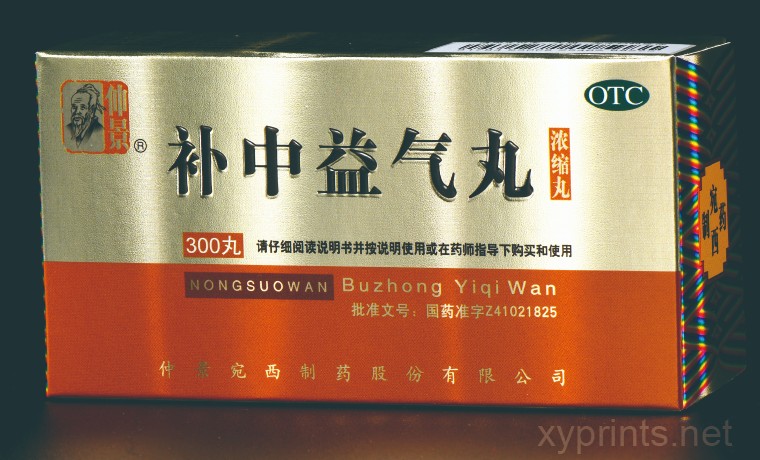 OTC
仲景
®
补中益气丸
浓缩丸
300丸 请仔细阅读说明书并按说明使用或在药师指导下购买和使用
NONGSUOWAN Buzhong Yiqi Wan
批准文号：国药准字Z41021825
仲景宛西制药股份有限公司
宛西制药
xyprints.net